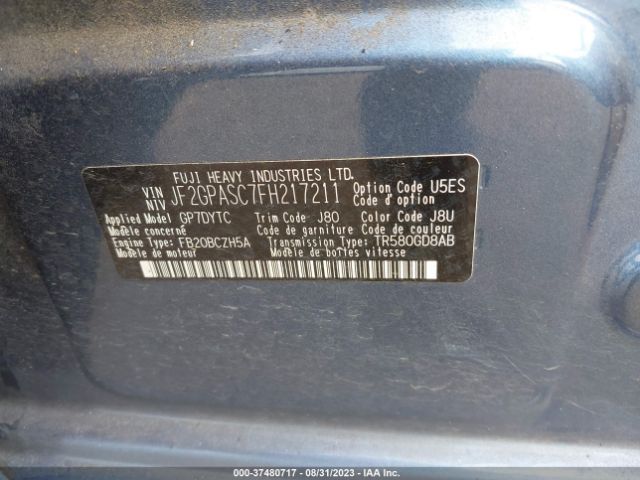 FUJI HEAVY INDUSTRIES LTD.
VIN NIV JF2GPASC7FH217211 Option Code U5ES
Code d'option
Applied Model GP7DYTC Trim Code J80 Color Code J8U
Modèle concerné Code de garniture Code de couleur
Engine Type FB20BCZH5A Transmission Type TR580GD8AB
Modèle de moteur Modèle de boîtes vitesse
000-37480717 - 08/31/2023 - IAA Inc.